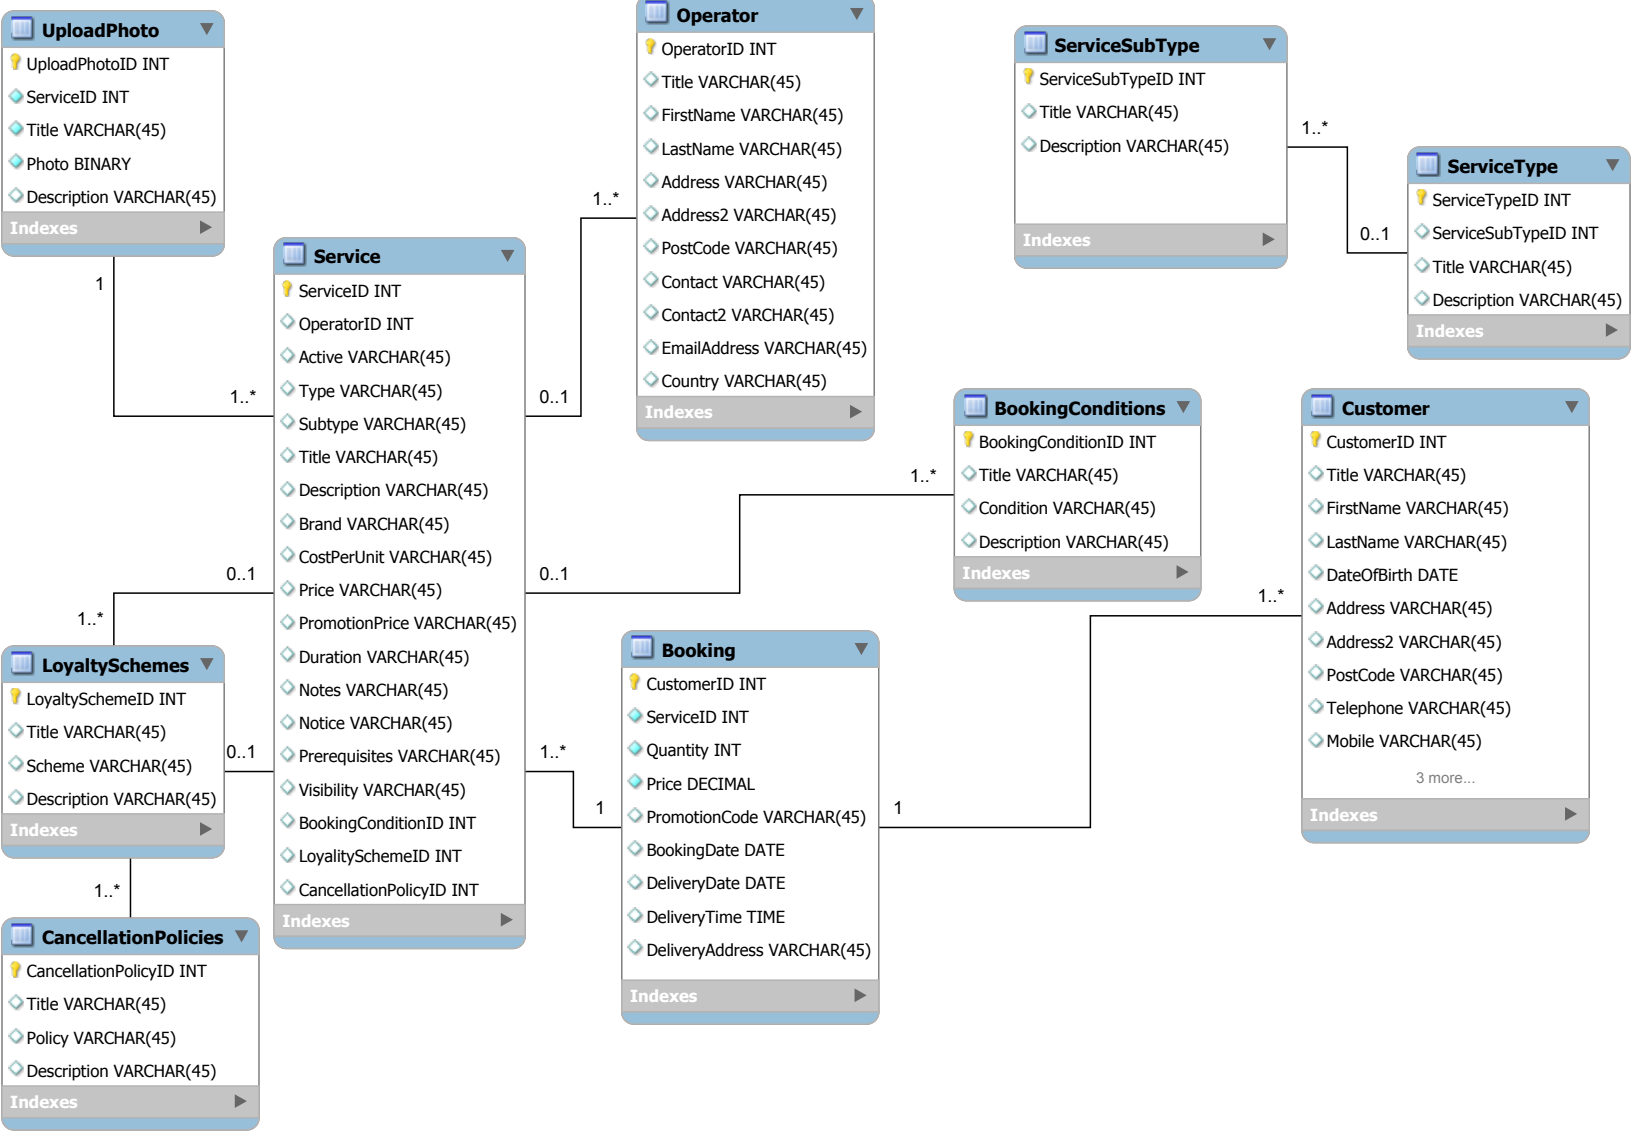 UploadPhoto
UploadPhotoID INT
ServiceID INT
Title VARCHAR(45)
Photo BINARY
Description VARCHAR(45)
Indexes
1
1..*
Operator
OperatorID INT
Title VARCHAR(45)
FirstName VARCHAR(45)
LastName VARCHAR(45)
Address VARCHAR(45)
Address2 VARCHAR(45)
PostCode VARCHAR(45)
Contact VARCHAR(45)
Contact2 VARCHAR(45)
EmailAddress VARCHAR(45)
Country VARCHAR(45)
Indexes
1..*
0..1
ServiceSubType
ServiceSubTypeID INT
Title VARCHAR(45)
Description VARCHAR(45)
Indexes
1..*
0..1
ServiceType
ServiceTypeID INT
ServiceSubTypeID INT
Title VARCHAR(45)
Description VARCHAR(45)
Indexes
Service
ServiceID INT
OperatorID INT
Active VARCHAR(45)
Type VARCHAR(45)
Subtype VARCHAR(45)
Title VARCHAR(45)
Description VARCHAR(45)
Brand VARCHAR(45)
CostPerUnit VARCHAR(45)
Price VARCHAR(45)
PromotionPrice VARCHAR(45)
Duration VARCHAR(45)
Notes VARCHAR(45)
Notice VARCHAR(45)
Prerequisites VARCHAR(45)
Visibility VARCHAR(45)
BookingConditionID INT
LoyalitySchemeID INT
CancellationPolicyID INT
Indexes
BookingConditions
BookingConditionID INT
Title VARCHAR(45)
Condition VARCHAR(45)
Description VARCHAR(45)
Indexes
1..*
0..1
Customer
CustomerID INT
Title VARCHAR(45)
FirstName VARCHAR(45)
LastName VARCHAR(45)
DateOfBirth DATE
Address VARCHAR(45)
Address2 VARCHAR(45)
PostCode VARCHAR(45)
Telephone VARCHAR(45)
Mobile VARCHAR(45)
3 more...
Indexes
1..*
1
0..1
1..*
LoyaltySchemes
LoyaltySchemeID INT
Title VARCHAR(45)
Scheme VARCHAR(45)
Description VARCHAR(45)
Indexes
0..1
1..*
Booking
CustomerID INT
ServiceID INT
Quantity INT
Price DECIMAL
PromotionCode VARCHAR(45)
BookingDate DATE
DeliveryDate DATE
DeliveryTime TIME
DeliveryAddress VARCHAR(45)
Indexes
1..*
1
CancellationPolicies
CancellationPolicyID INT
Title VARCHAR(45)
Policy VARCHAR(45)
Description VARCHAR(45)
Indexes